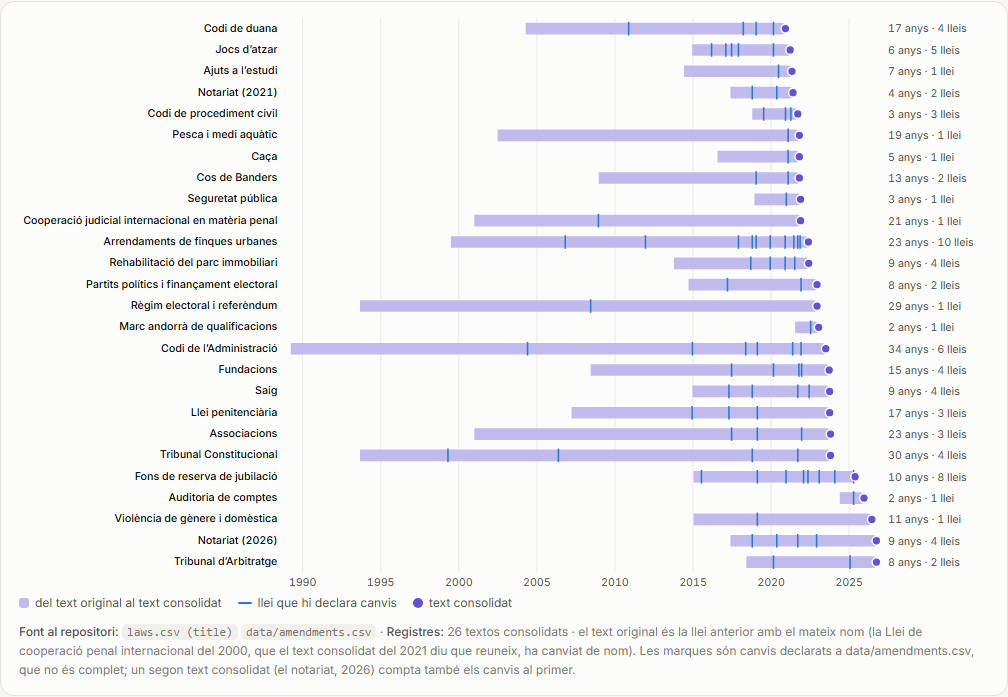 Codi de duana 17 anys · 4 lleis
Jocs d'atzar 6 anys · 5 lleis
Ajuts a l'estudi 7 anys · 1 llei
Notariat (2021) 4 anys · 2 lleis
Codi de procediment civil 3 anys · 3 lleis
Pesca i medi aquàtic 19 anys · 1 llei
Caça 5 anys · 1 llei
Cos de Banders 13 anys · 2 lleis
Seguretat pública 3 anys · 1 llei
Cooperació judicial internacional en matèria penal 21 anys · 1 llei
Arrendaments de finques urbanes 23 anys · 10 lleis
Rehabilitació del parc immobiliari 9 anys · 4 lleis
Partits polítics i finançament electoral 8 anys · 2 lleis
Règim electoral i referèndum 29 anys · 1 llei
Marc andorrà de qualificacions 2 anys · 1 llei
Codi de l'Administració 34 anys · 6 lleis
Fundacions 15 anys · 4 lleis
Saig 9 anys · 4 lleis
Llei penitenciària 17 anys · 3 lleis
Associacions 23 anys · 3 lleis
Tribunal Constitucional 30 anys · 4 lleis
Fons de reserva de jubilació 10 anys · 8 lleis
Auditoria de comptes 2 anys · 1 llei
Violència de gènere i domèstica 11 anys · 1 llei
Notariat (2026) 9 anys · 4 lleis
Tribunal d'Arbitratge 8 anys · 2 lleis
1990 1995 2000 2005 2010 2015 2020 2025
del text original al text consolidat llei que hi declara canvis text consolidat
Font al repositori: laws.csv (title) data/amendments.csv · Registres: 26 textos consolidats · el text original és la llei anterior amb el mateix nom (la Llei de
cooperació penal internacional del 2000, que el text consolidat del 2021 diu que reuneix, ha canviat de nom). Les marques són canvis declarats a data/amendments.csv,
que no és complet; un segon text consolidat (el notariat, 2026) compta també els canvis al primer.